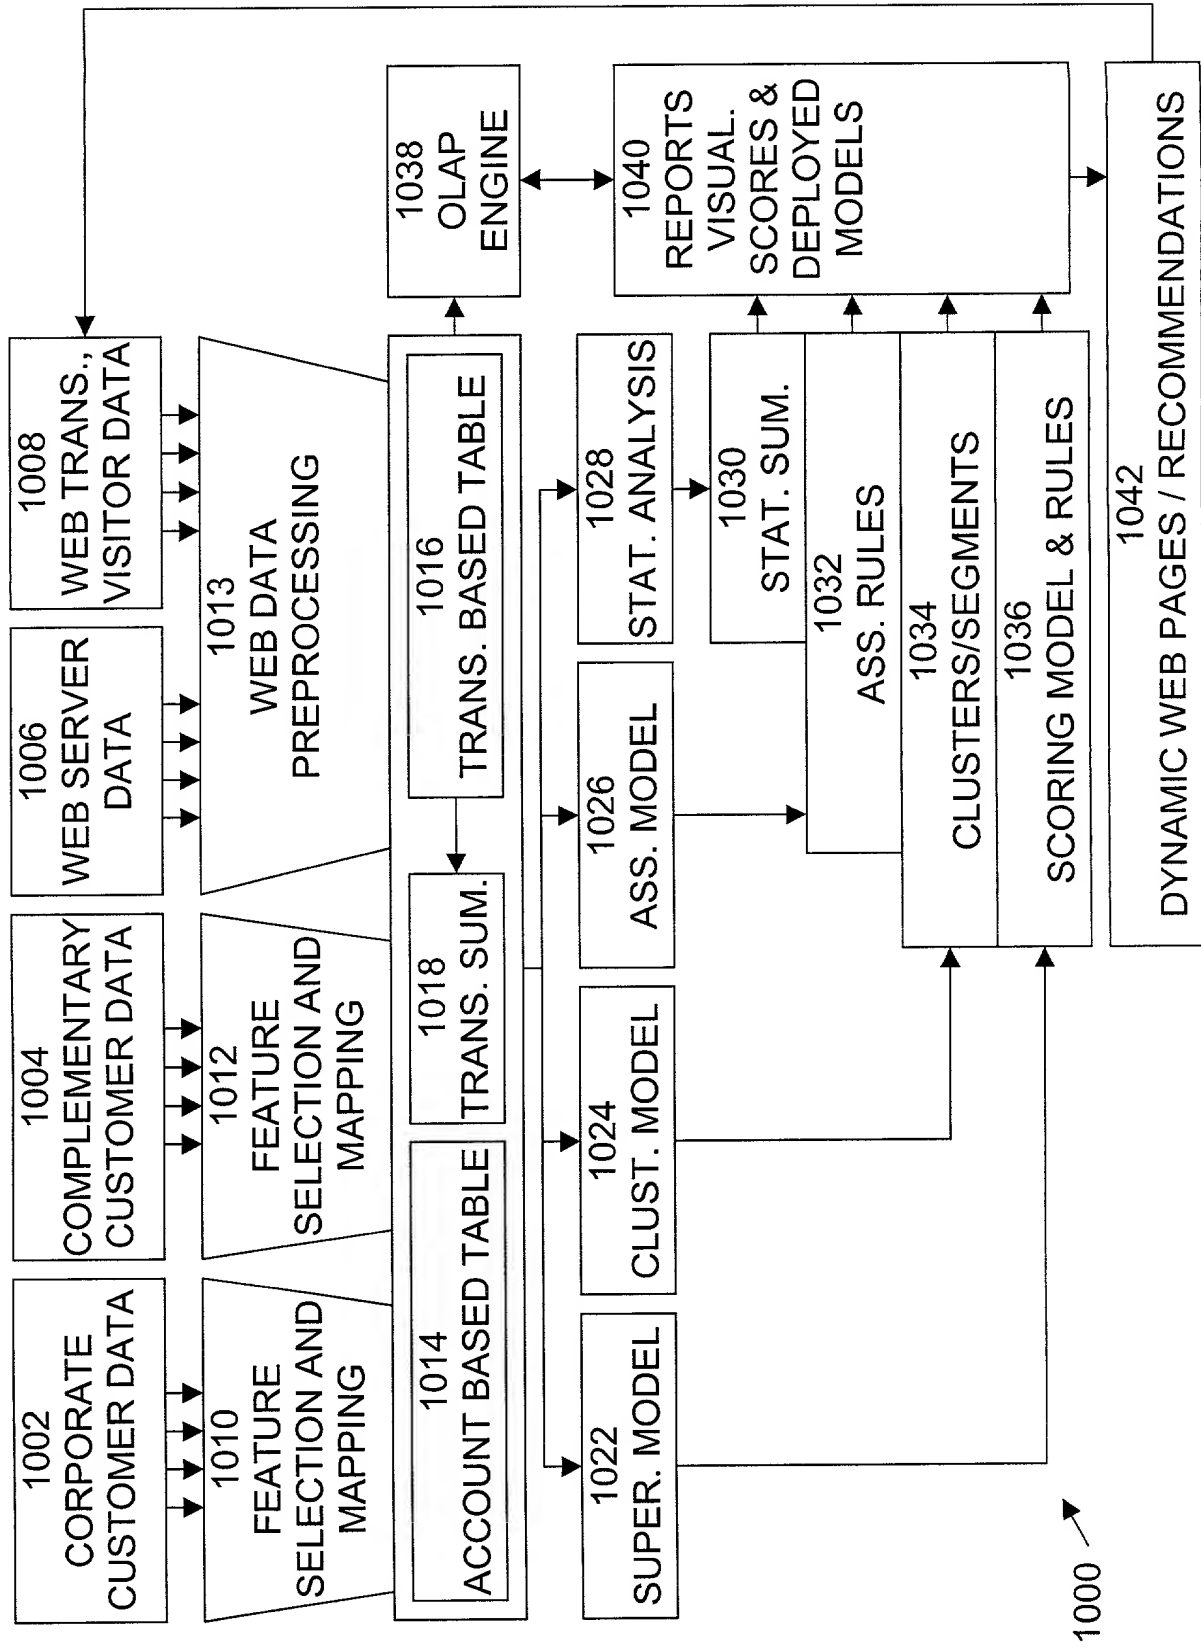 1002
CORPORATE
CUSTOMER DATA
1004
COMPLEMENTARY
CUSTOMER DATA
1006
WEB SERVER
DATA
1008
WEB TRANS.,
VISITOR DATA
1010
FEATURE
SELECTION AND
MAPPING
1012
FEATURE
SELECTION AND
MAPPING
1013
WEB DATA
PREPROCESSING
1014
ACCOUNT BASED TABLE
1018
TRANS. SUM.
1016
TRANS. BASED TABLE
1038
OLAP
ENGINE
1022
SUPER. MODEL
1024
CLUST. MODEL
1026
ASS. MODEL
1028
STAT. ANALYSIS
1030
STAT. SUM.
1032
ASS. RULES
1034
CLUSTERS/SEGMENTS
1036
SCORING MODEL & RULES
1040
REPORTS
VISUAL.
SCORES &
DEPLOYED
MODELS
1042
DYNAMIC WEB PAGES / RECOMMENDATIONS
1000